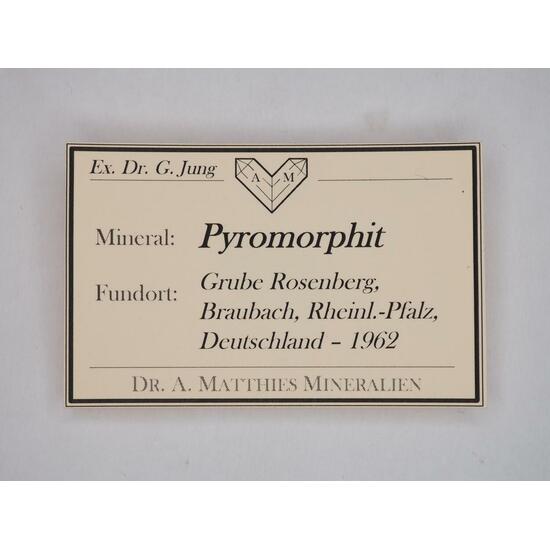 Ex. Dr. G. Jung
A M
Mineral: Pyromorphit
Fundort: Grube Rosenberg,
Braubach, Rheinl.-Pfalz,
Deutschland – 1962
DR. A. MATTHIES MINERALIEN